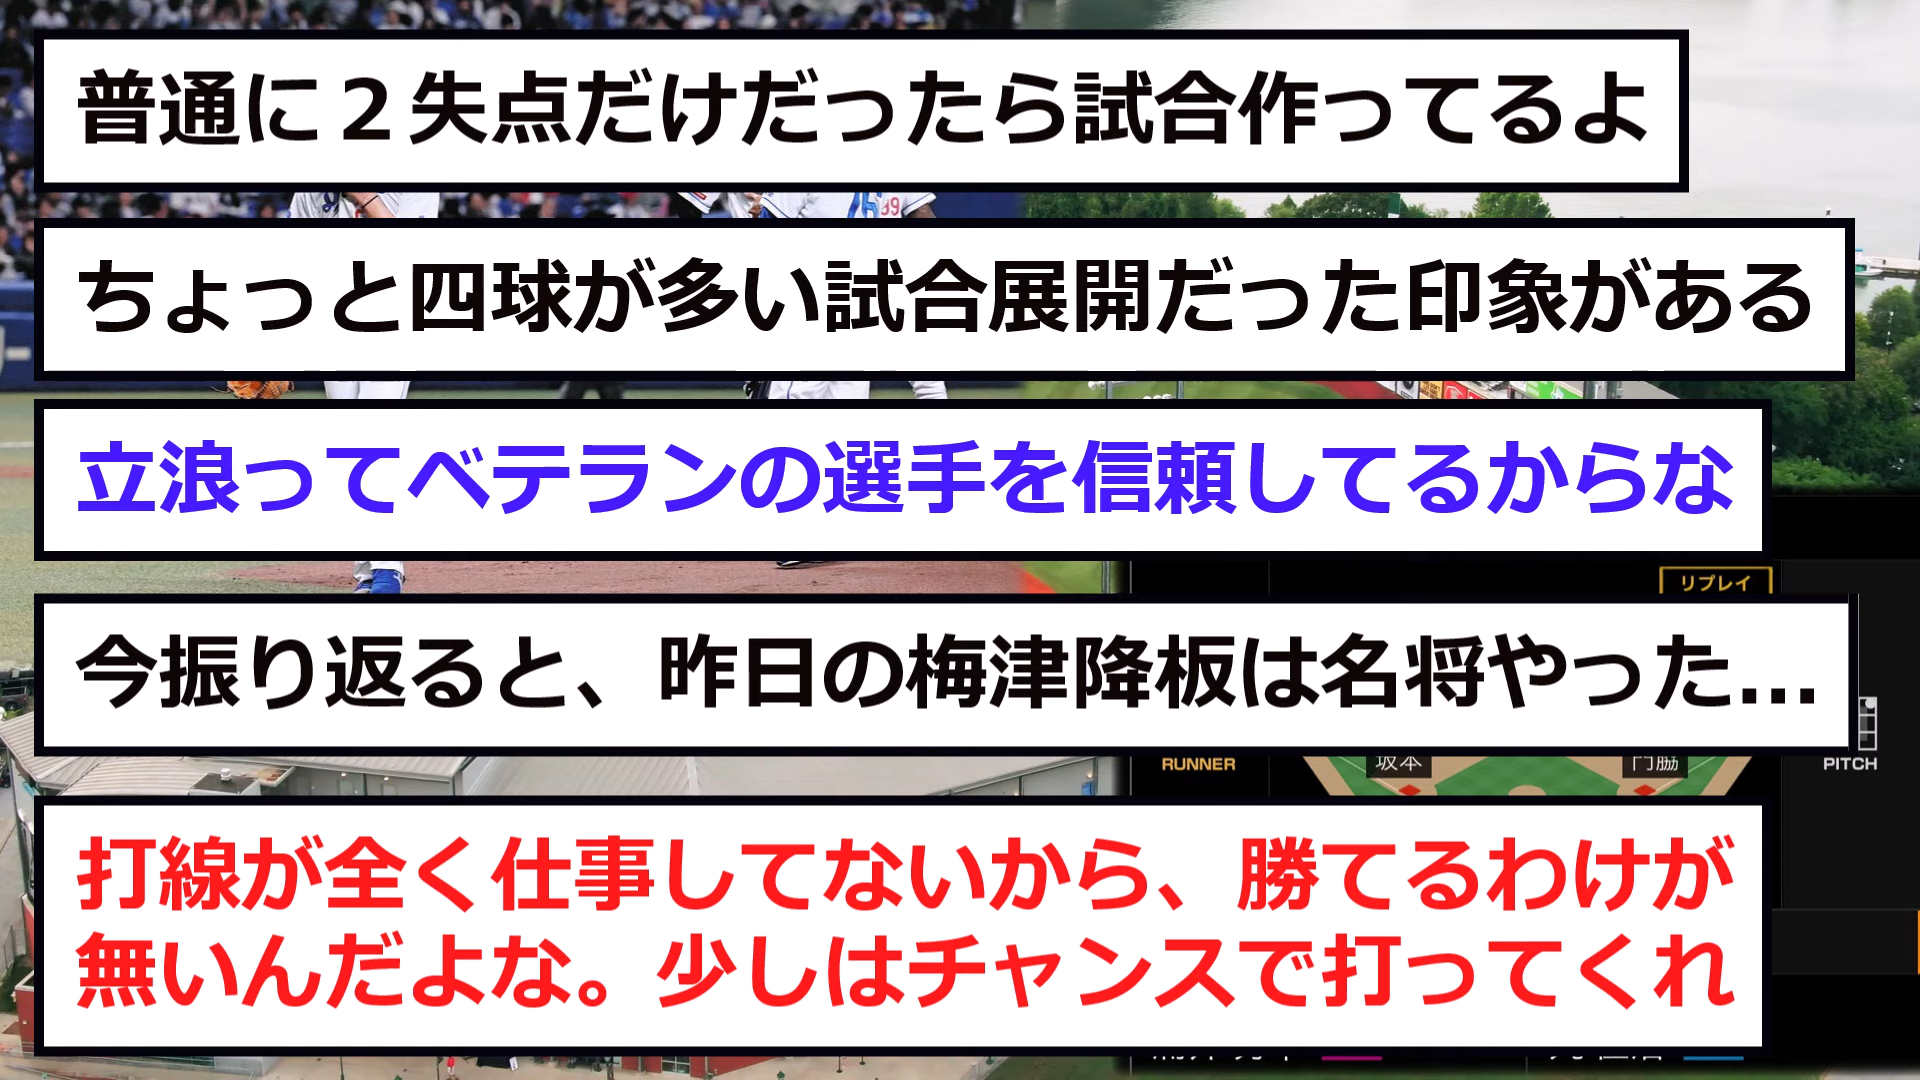 普通に２失点だけだったら試合作ってるよ
99
ちょっと四球が多い試合展開だった印象がある
立浪ってベテランの選手を信頼してるからな
リプレイ
今振り返ると、昨日の梅津降板は名将やった…
坂本 門脇
RUNNER PITCH
打線が全く仕事してないから、勝てるわけが
無いんだよな。少しはチャンスで打ってくれ